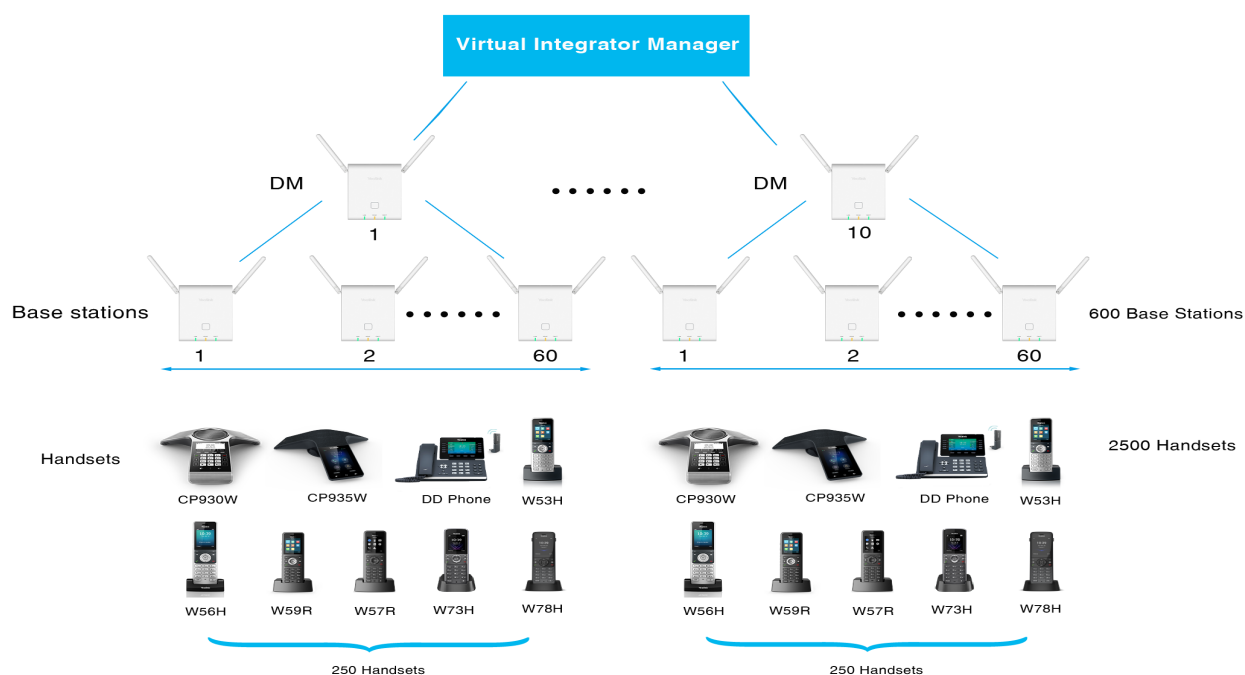 Virtual Integrator Manager
DM
DM
1
10
Base stations
600 Base Stations
1
2
60
1
2
60
Handsets
2500 Handsets
CP930W
CP935W
DD Phone
W53H
CP930W
CP935W
DD Phone
W53H
W56H
W59R
W57R
W73H
W78H
W56H
W59R
W57R
W73H
W78H
250 Handsets
250 Handsets